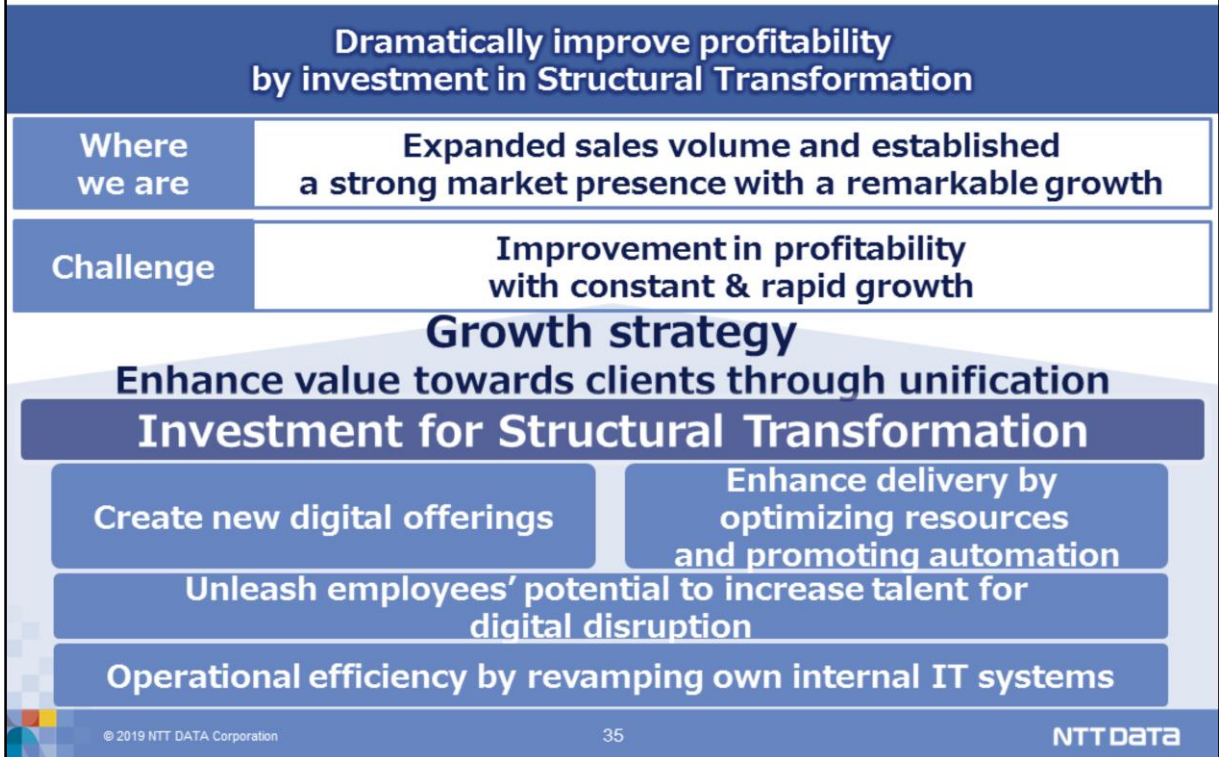 Dramatically improve profitability
by investment in Structural Transformation
Where
we are
Expanded sales volume and established
a strong market presence with a remarkable growth
Challenge
Improvement in profitability
with constant & rapid growth
Growth strategy
Enhance value towards clients through unification
Investment for Structural Transformation
Create new digital offerings
Enhance delivery by
optimizing resources
and promoting automation
Unleash employees’ potential to increase talent for
digital disruption
Operational efficiency by revamping own internal IT systems
© 2019 NTT DATA Corporation
35
NTT DATA